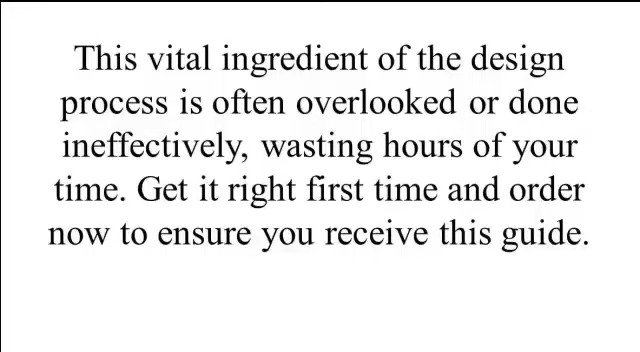 This vital ingredient of the design
process is often overlooked or done
ineffectively, wasting hours of your
time. Get it right first time and order
now to ensure you receive this guide.